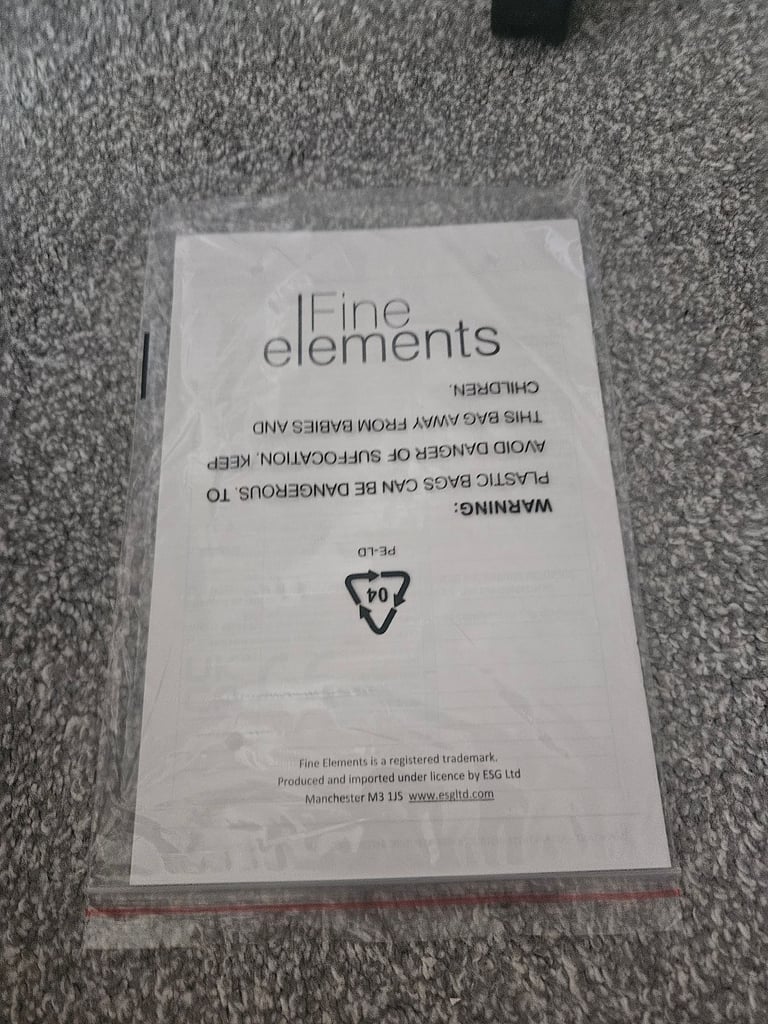 Fine
elements
WARNING:
PLASTIC BAGS CAN BE DANGEROUS. TO
AVOID DANGER OF SUFFOCATION, KEEP
THIS BAG AWAY FROM BABIES AND
CHILDREN.
04
PE-LD
Fine Elements is a registered trademark.
Produced and imported under licence by ESG Ltd
Manchester M3 1JS www.esgltd.com